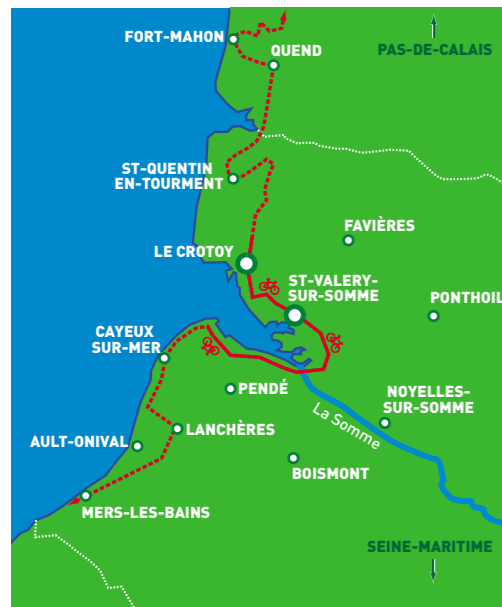 FORT-MAHON
QUEND
PAS-DE-CALAIS
ST-QUENTIN
EN-TOURMENT
FAVIÈRES
LE CROTOY
ST-VALERY-
SUR-SOMME
PONTHOIL
CAYEUX
SUR-MER
PENDÉ
NOYELLES-
SUR-SOMME
La Somme
LANCHÈRES
AULT-ONIVAL
BOISMONT
MERS-LES-BAINS
SEINE-MARITIME